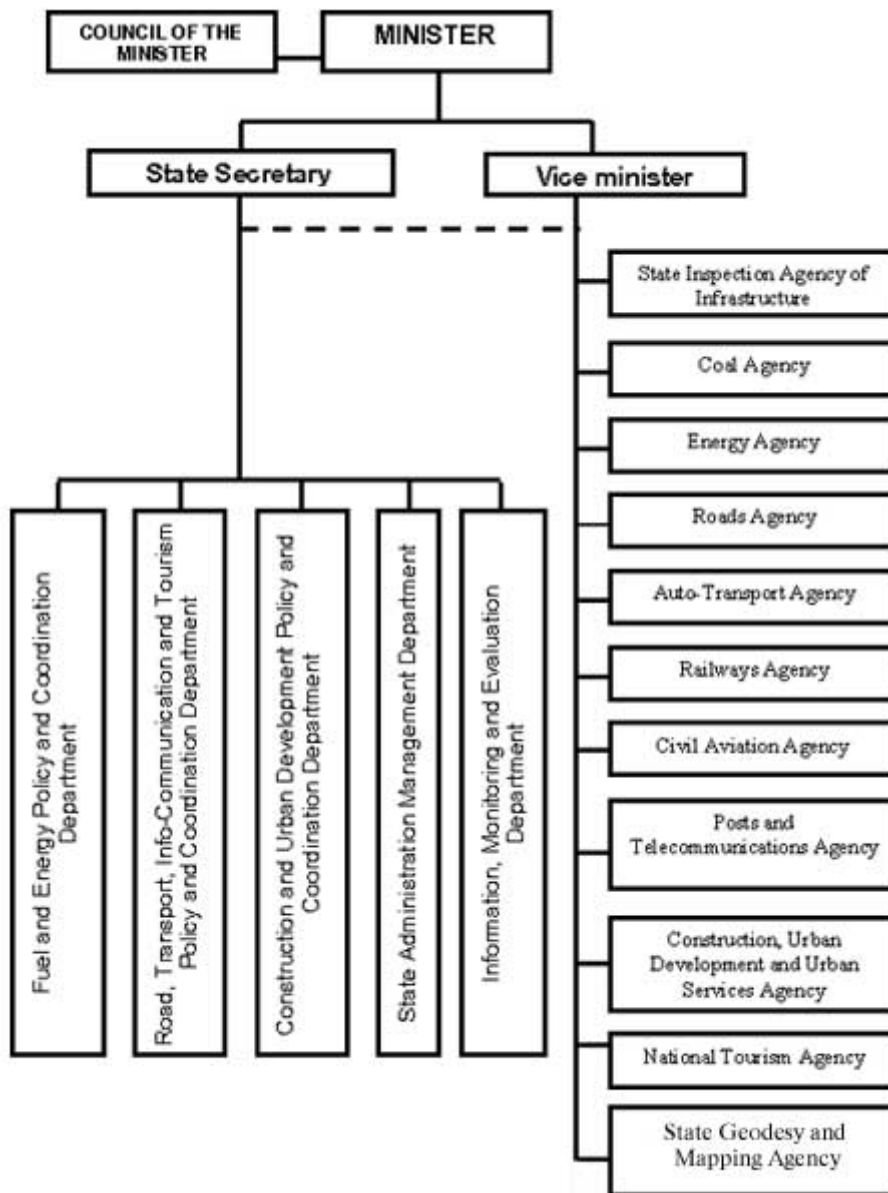 COUNCIL OF THE
MINISTER
MINISTER
State Secretary
Vice minister
State Inspection Agency of
Infrastructure
Coal Agency
Energy Agency
Roads Agency
Auto-Transport Agency
Railways Agency
Civil Aviation Agency
Posts and
Telecommunications Agency
Construction, Urban
Development and Urban
Services Agency
National Tourism Agency
State Geodesy and
Mapping Agency
Fuel and Energy Policy and Coordination
Department
Road, Transport, Info-Communication and Tourism
Policy and Coordination Department
Construction and Urban Development Policy and
Coordination Department
State Administration Management Department
Information, Monitoring and Evaluation
Department